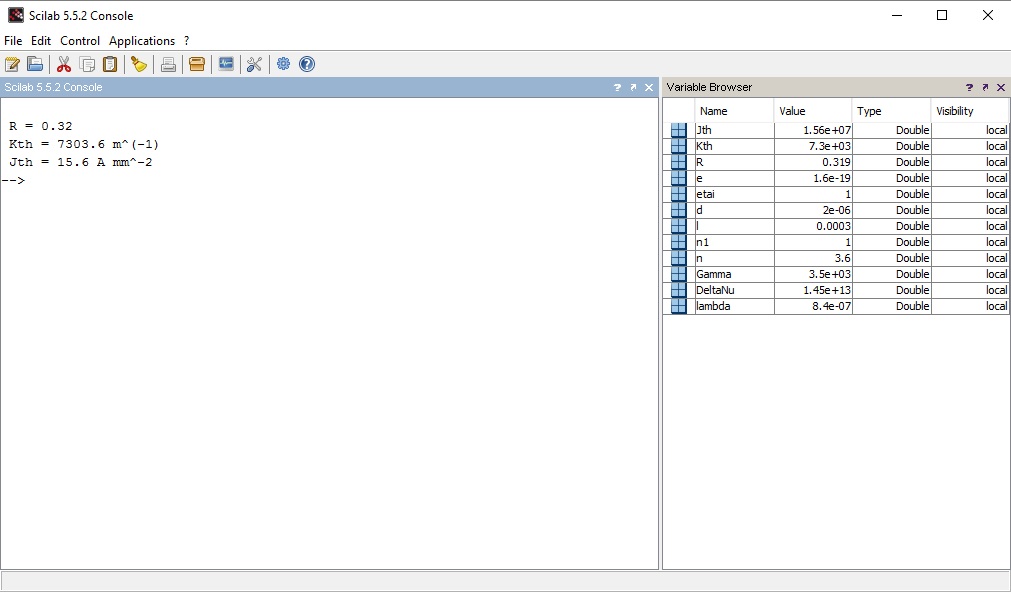 Scilab 5.5.2 Console
File Edit Control Applications ?
Scilab 5.5.2 Console ?
R = 0.32
Kth = 7303.6 m^(-1)
Jth = 15.6 A mm^-2
-->
Variable Browser ?
Name Value Type Visibility
Jth 1.56e+07 Double local
Kth 7.3e+03 Double local
R 0.319 Double local
e 1.6e-19 Double local
etai 1 Double local
d 2e-06 Double local
l 0.0003 Double local
n1 1 Double local
n 3.6 Double local
Gamma 3.5e+03 Double local
DeltaNu 1.45e+13 Double local
lambda 8.4e-07 Double local